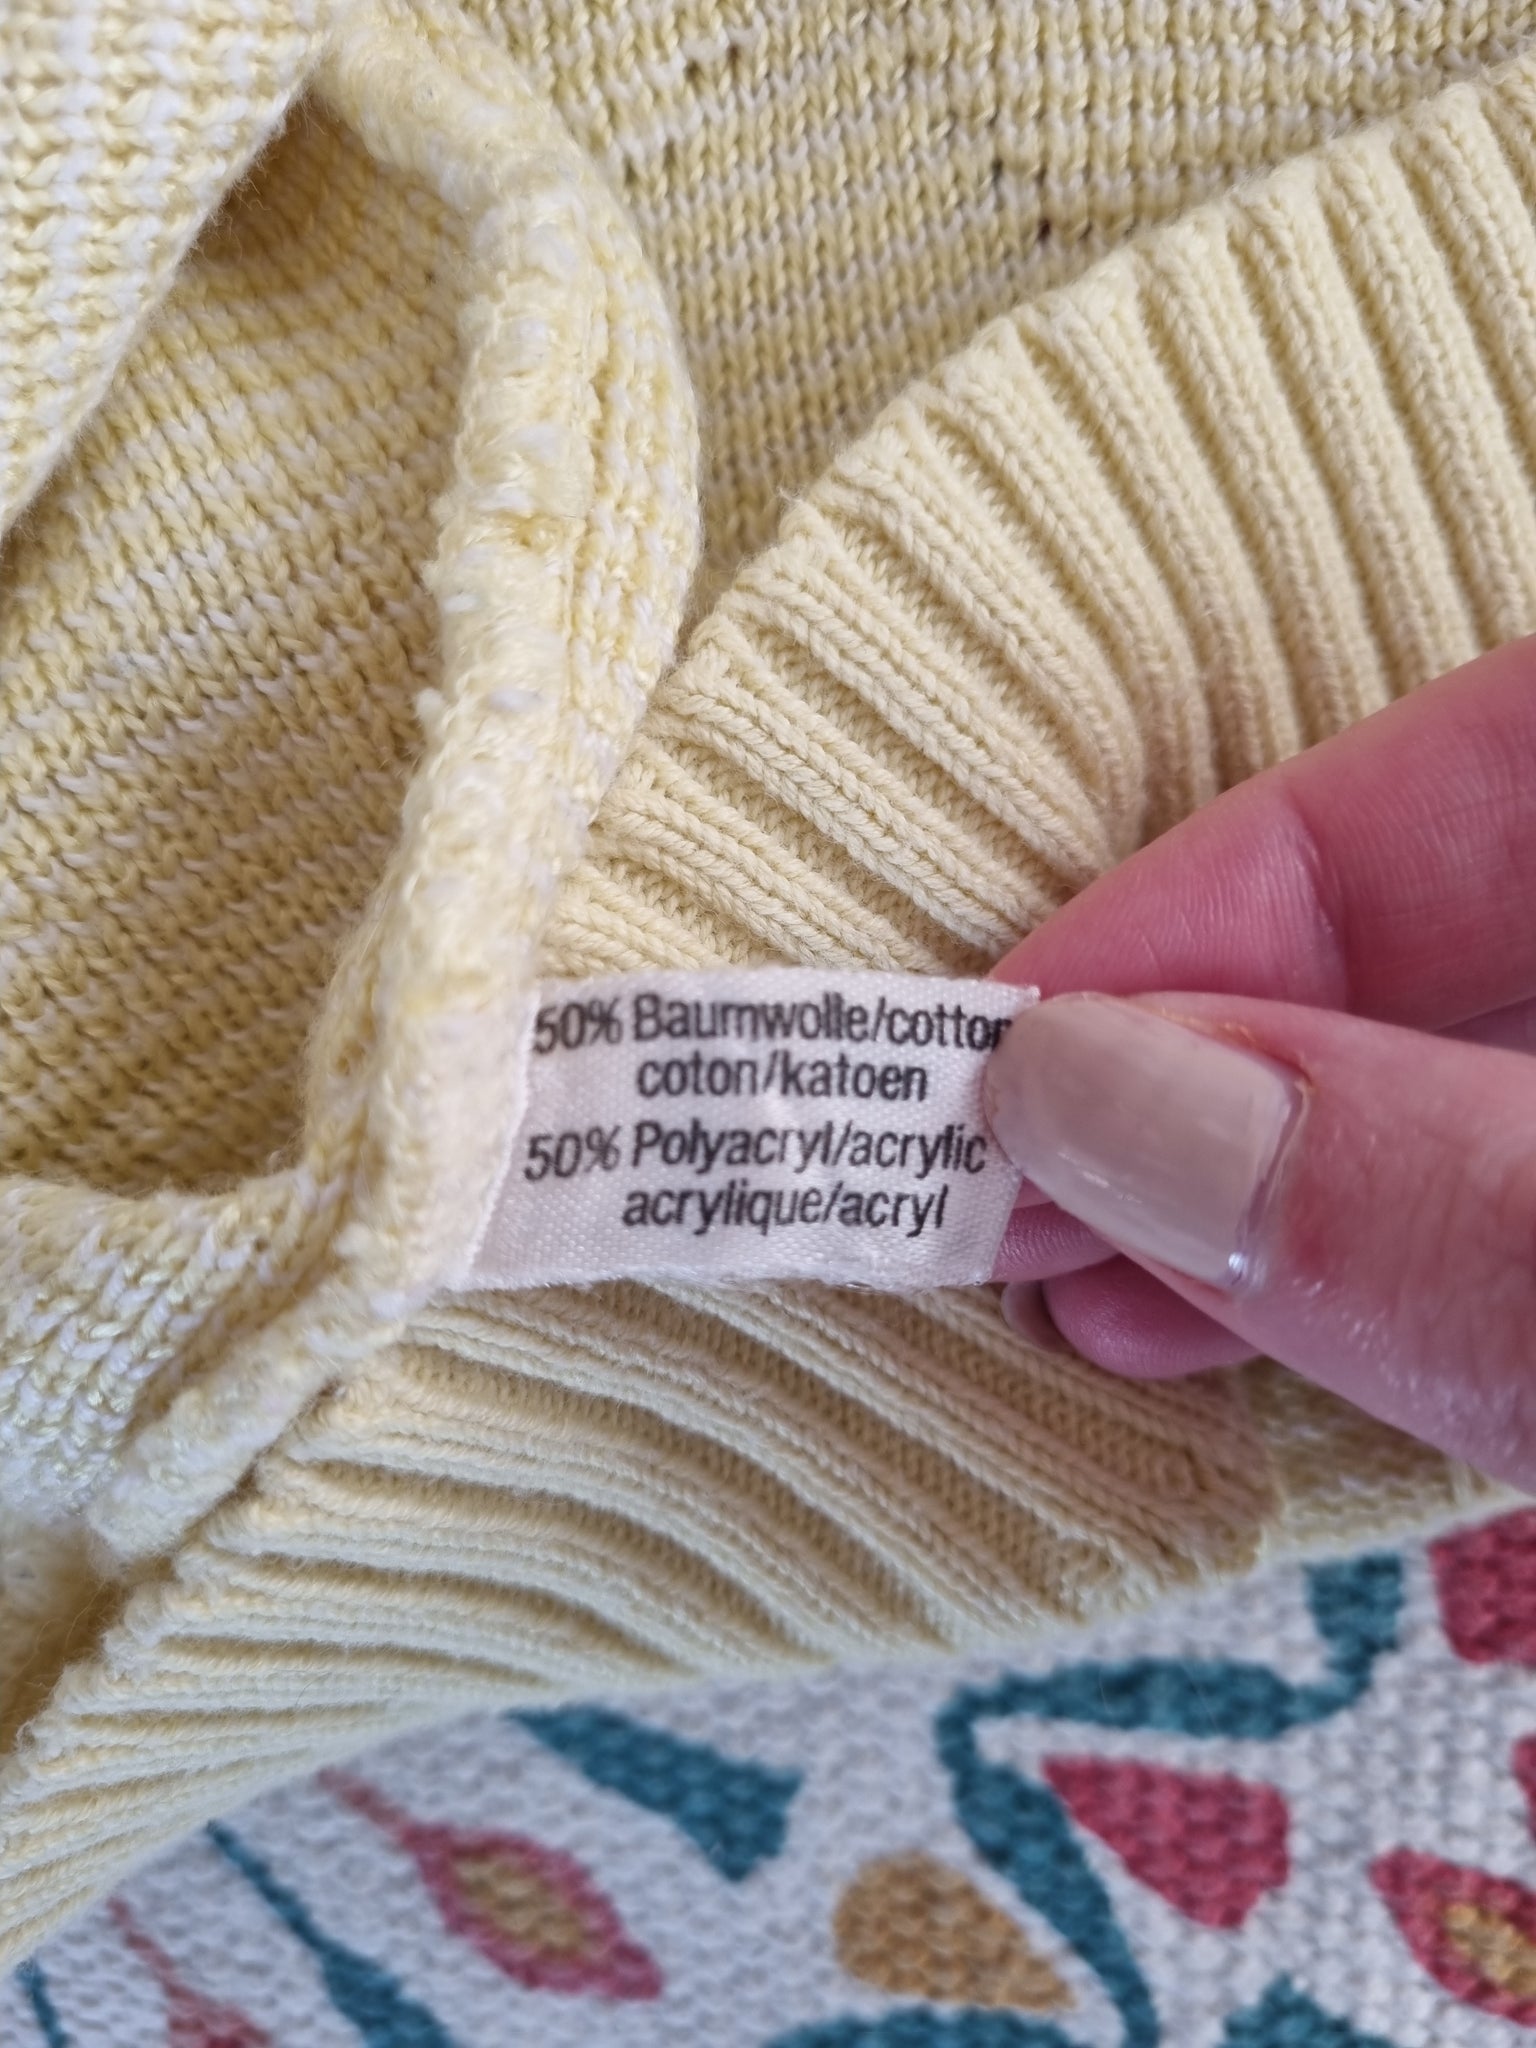 50% Baumwolle/cotton
coton/katoen
50% Polyacryl/acrylic
acrylique/acryl